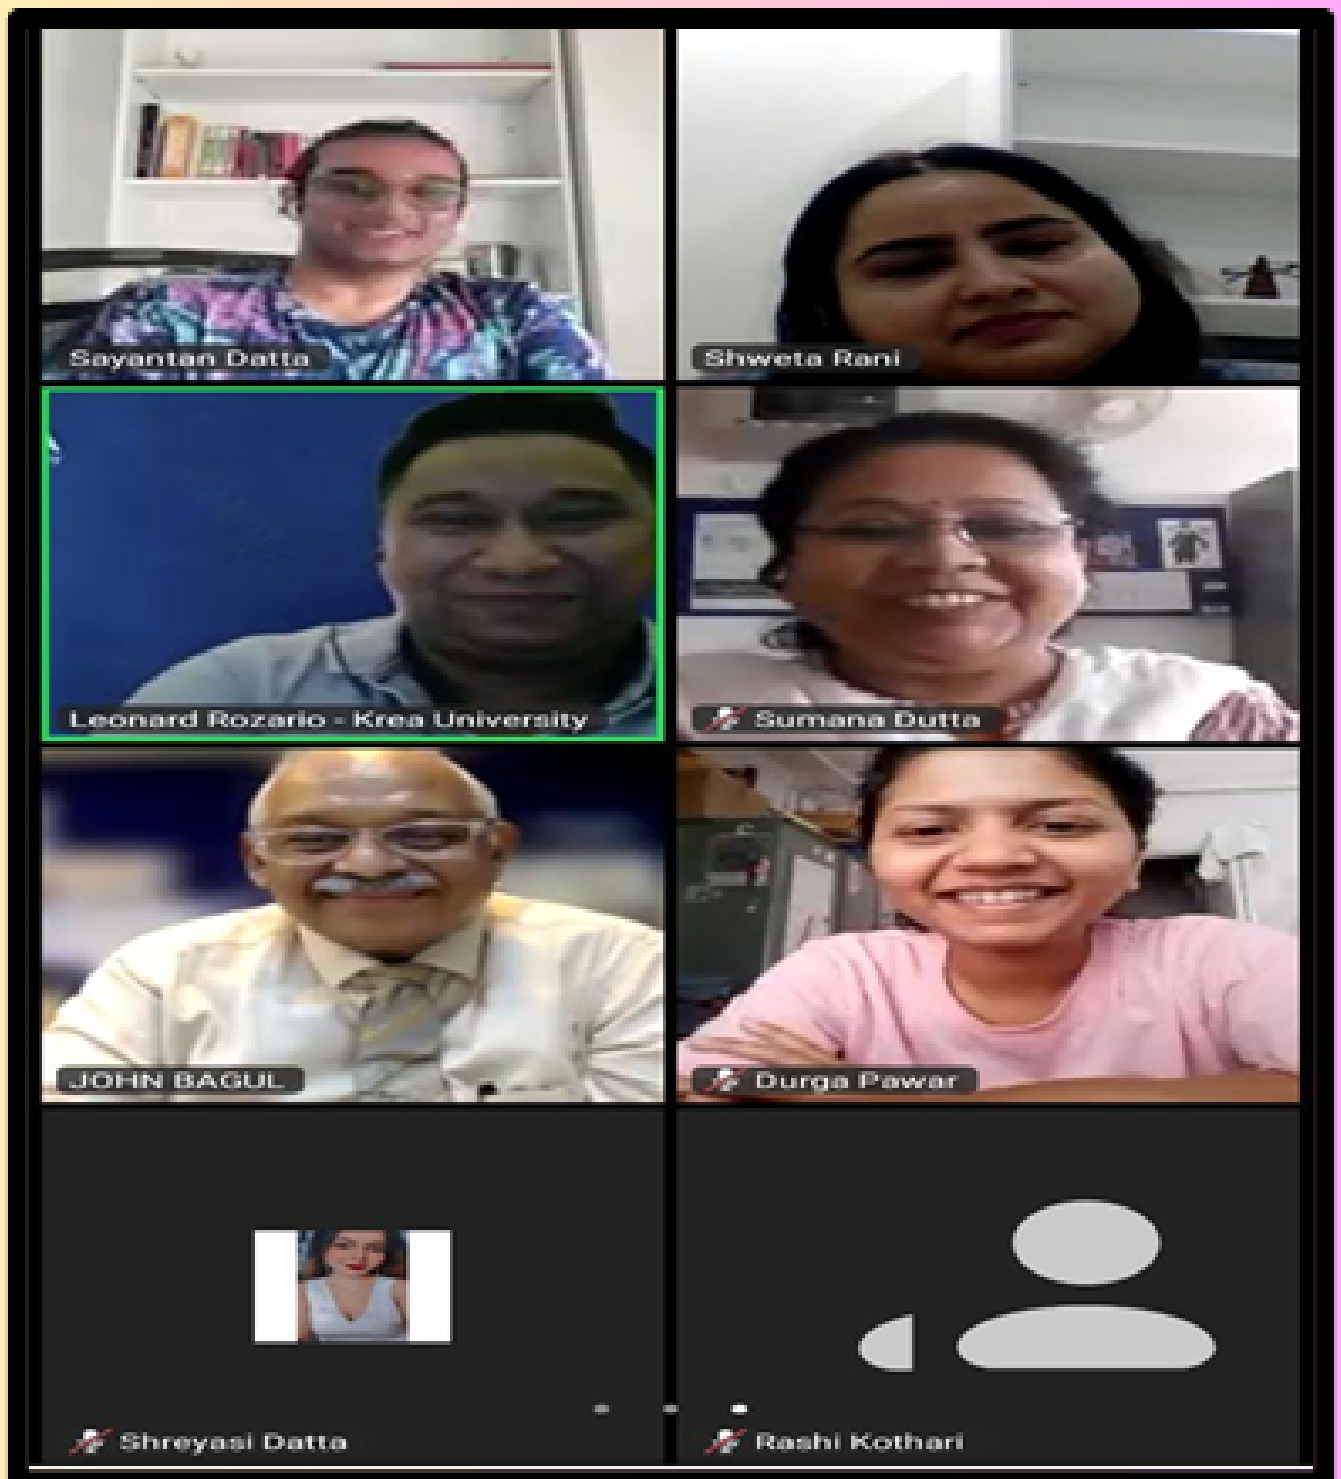 Sayantan Datta
Shweta Rani
Leonard Rozario - Krea University
Sumana Dutta
JOHN BAGUL
Durga Pawar
Shreyasi Datta
Rashi Kothari